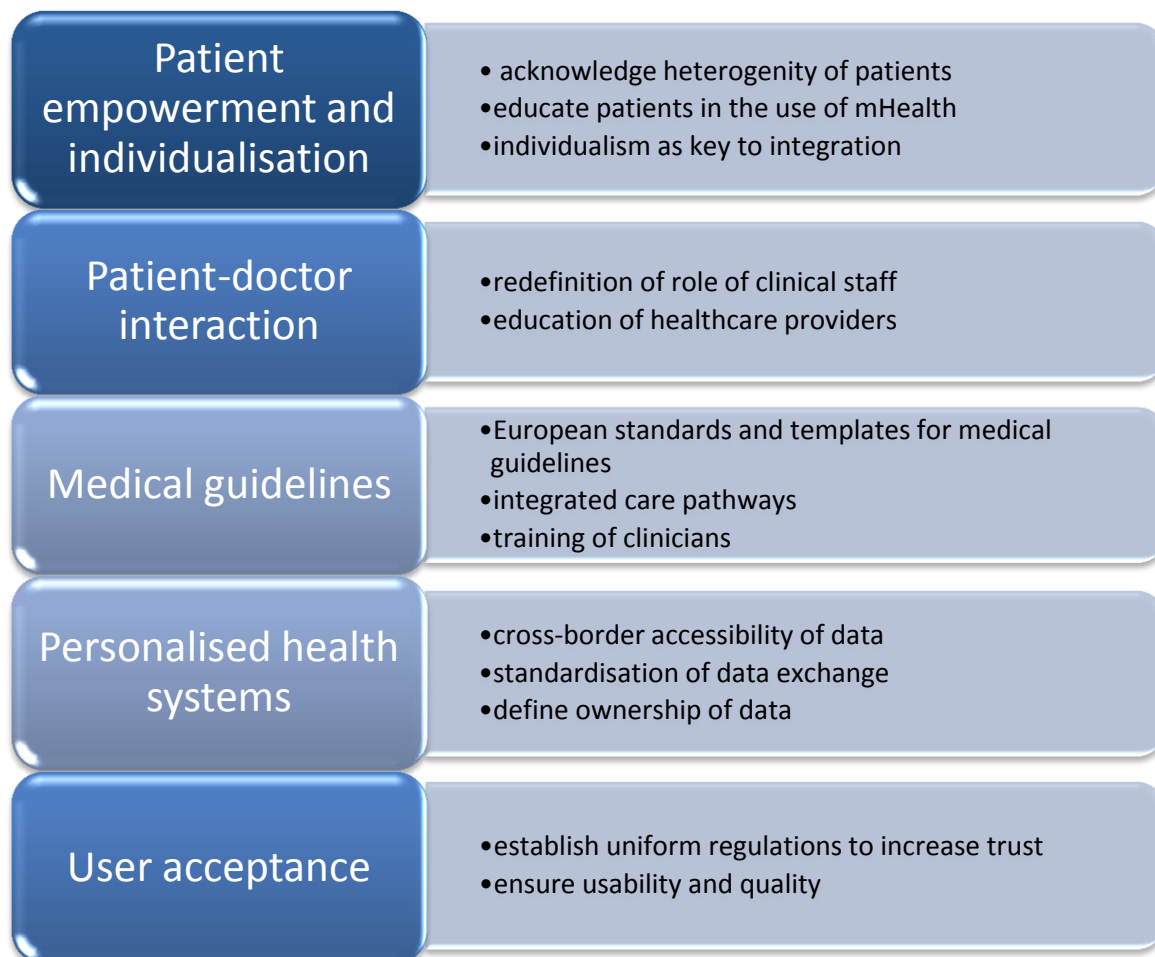 Patient
empowerment and
individualisation
• acknowledge heterogenity of patients
•educate patients in the use of mHealth
•individualism as key to integration
Patient-doctor
interaction
•redefinition of role of clinical staff
•education of healthcare providers
Medical guidelines
•European standards and templates for medical
guidelines
•integrated care pathways
•training of clinicians
Personalised health
systems
•cross-border accessibility of data
•standardisation of data exchange
•define ownership of data
User acceptance
•establish uniform regulations to increase trust
•ensure usability and quality